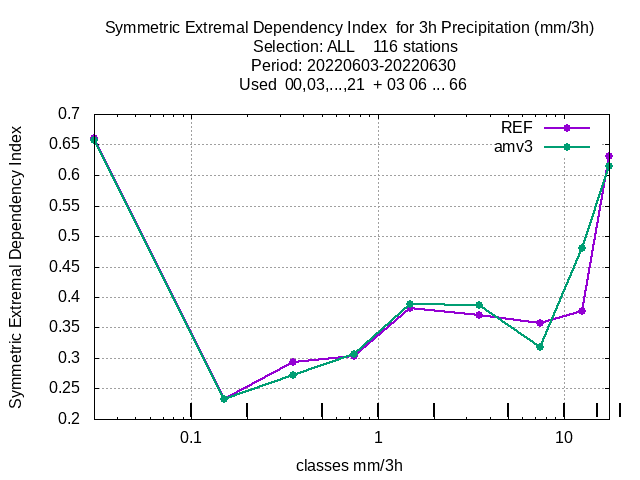 Symmetric Extremal Dependency Index  for 3h Precipitation (mm/3h)
Selection: ALL    116 stations
Period: 20220603-20220630
Used  00,03,...,21  + 03 06 ... 66
Symmetric Extremal Dependency Index
0.7
0.65
0.6
0.55
0.5
0.45
0.4
0.35
0.3
0.25
0.2
REF
amv3
0.1 1 10
classes mm/3h